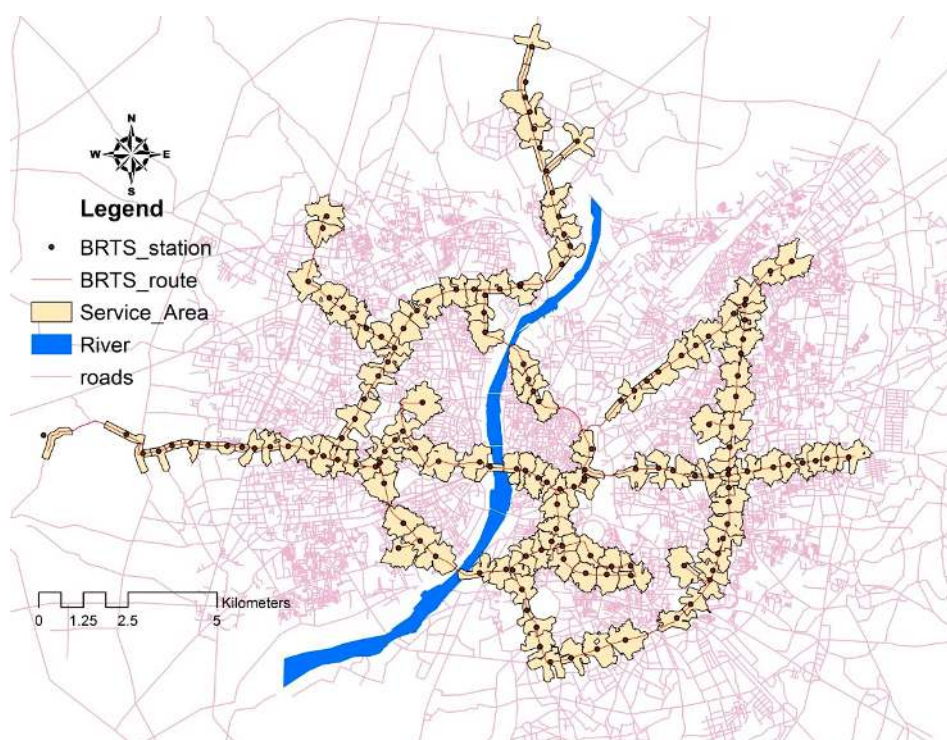 N
W E
S
Legend
BRTS_station
BRTS_route
Service_Area
River
roads
Kilometers
0 1.25 2.5 5